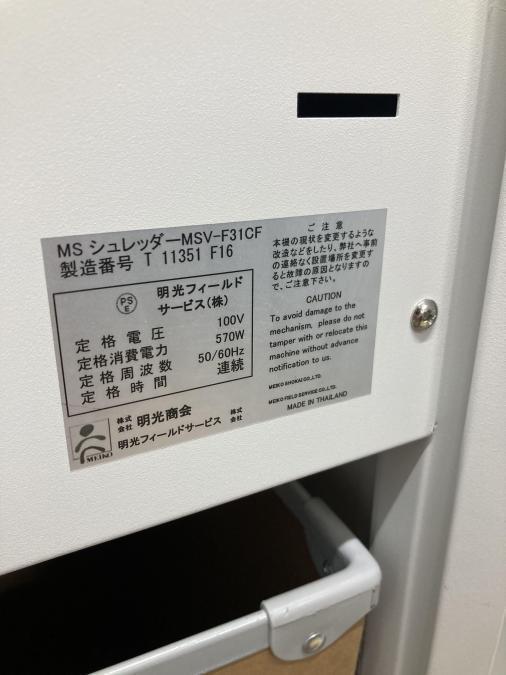 MS シュレッダーMSV-F31CF
製造番号 T 11351 F16
PS
E
明光フィールド
サービス(株)
定格電圧 100V
定格消費電力 570W
定格周波数 50/60Hz
定格時間 連続
MEIKO
株式会社 明光商会
明光フィールドサービス 株式会社
ご注意
本機の現状を変更するような
改造などをしたり、弊社へ事前
の連絡なく設置場所を変更す
ると故障の原因となりますの
で、ご注意下さい。
CAUTION
To avoid damage to the
mechanism, please do not
tamper with or relocate this
machine without advance
notification to us.
MEIKO SHOKAI CO.,LTD.
MEIKO FIELD SERVICE CO.,LTD.
MADE IN THAILAND